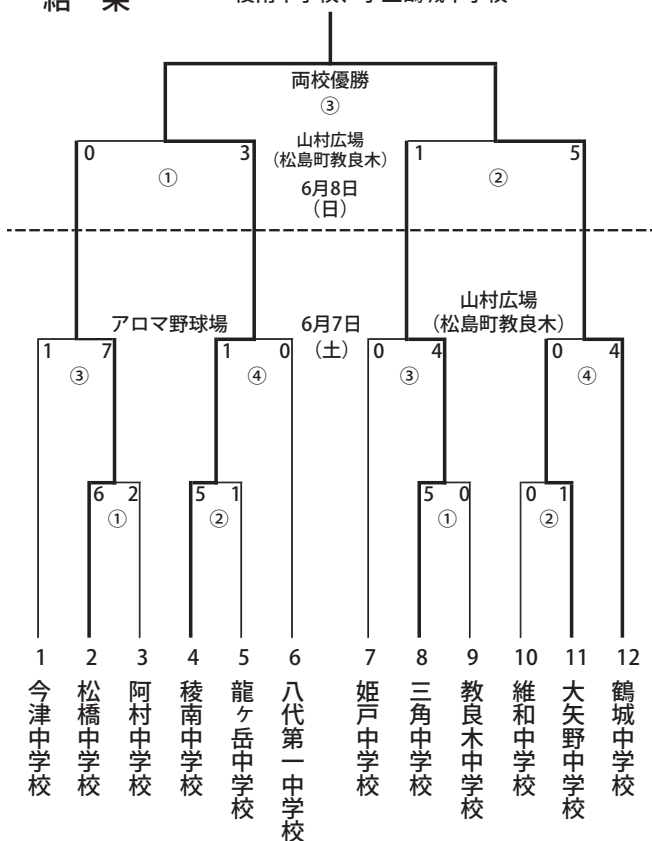 結　果
両校優勝
③
0 3
①
山村広場
（松島町教良木）
6月8日
（日）
1 5
②
アロマ野球場
6月7日
（土）
山村広場
（松島町教良木）
1 7
③
1 0
④
0 4
③
0 4
④
6 2
①
5 1
②
5 0
①
0 1
②
1 2 3 4 5 6 7 8 9 10 11 12
今津中学校
松橋中学校
阿村中学校
稜南中学校
龍ヶ岳中学校
八代第一中学校
姫戸中学校
三角中学校
教良木中学校
維和中学校
大矢野中学校
鶴城中学校